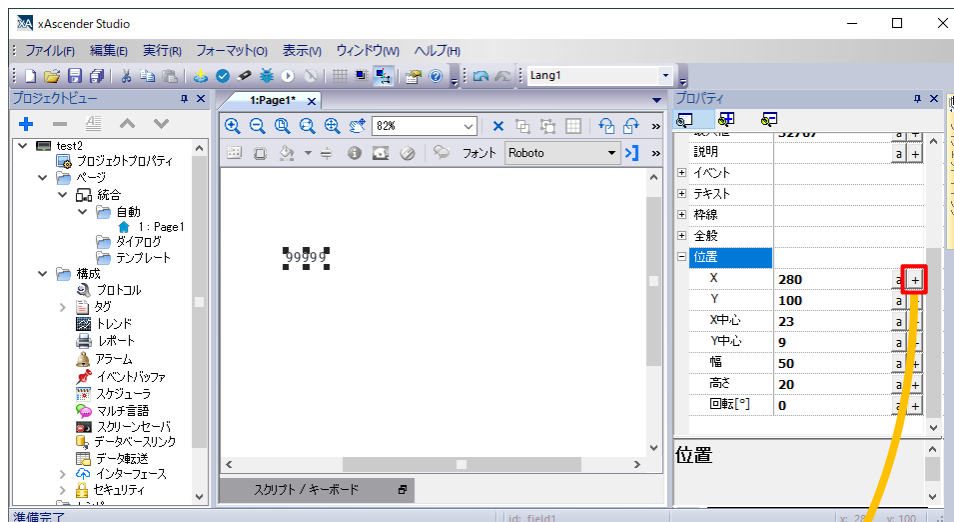 xA xAscender Studio
ファイル(F) 編集(E) 実行(R) フォーマット(O) 表示(V) ウィンドウ(W) ヘルプ(H)
Lang1
プロジェクトビュー
test2
プロジェクトプロパティ
ページ
統合
自動
1 : Page1
ダイアログ
テンプレート
構成
プロトコル
タグ
トレンド
レポート
アラーム
イベントバッファ
スケジューラ
マルチ言語
スクリーンセーバ
データベースリンク
データ転送
インターフェース
セキュリティ
1:Page1*
82%
フォント Roboto
99999
スクリプト / キーボード
プロパティ
32767 a +
説明 a +
イベント
テキスト
枠線
全般
位置
X 280 a +
Y 100 a
X中心 23 a
Y中心 9 a
幅 50 a +
高さ 20 a +
回転[°] 0 a +
位置
準備完了
id: field1
x: 28 y: 100